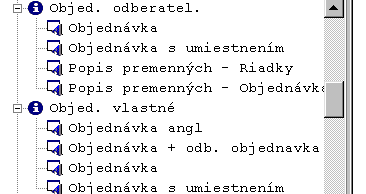 Objed. odberatel.
Objednávka
Objednávka s umiestnením
Popis premenných - Riadky
Popis premenných - Objednávka
Objed. vlastné
Objednávka angl
Objednávka + odb. objednavka
Objednávka
Objednávka s umiestnením